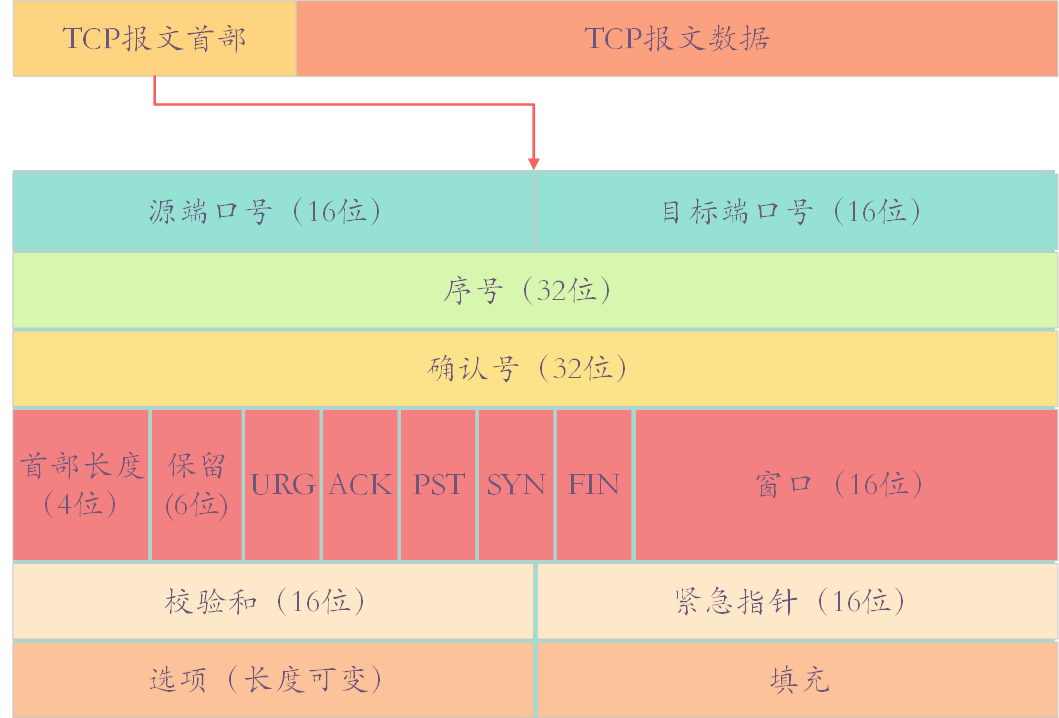 TCP报文首部 TCP报文数据
源端口号（16位） 目标端口号（16位）
序号（32位）
确认号（32位）
首部长度（4位） 保留(6位) URG ACK PST SYN FIN 窗口（16位）
校验和（16位） 紧急指针（16位）
选项（长度可变） 填充